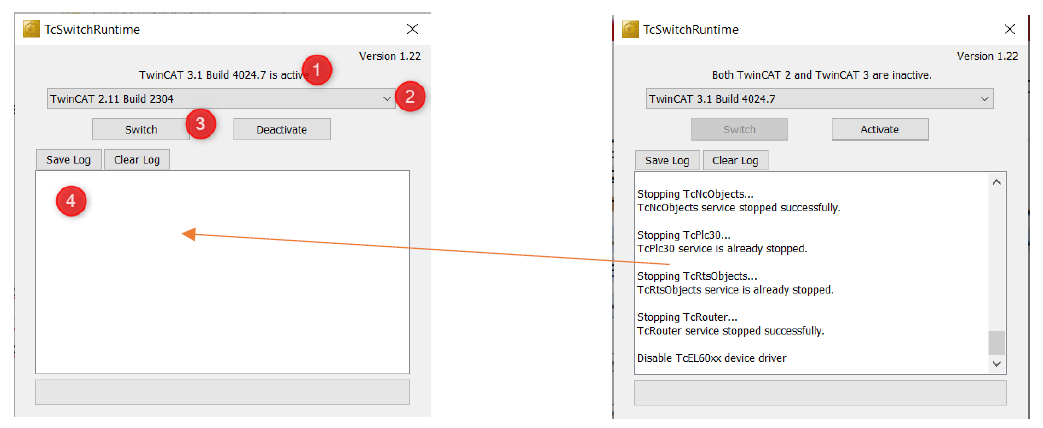 TcSwitchRuntime
Version 1.22
TwinCAT 3.1 Build 4024.7 is active
1
TwinCAT 2.11 Build 2304
2
Switch
3
Deactivate
Save Log
Clear Log
4
TcSwitchRuntime
Version 1.22
Both TwinCAT 2 and TwinCAT 3 are inactive.
TwinCAT 3.1 Build 4024.7
Switch
Activate
Save Log
Clear Log
Stopping TcNcObjects...
TcNcObjects service stopped successfully.
Stopping TcPlc30...
TcPlc30 service is already stopped.
Stopping TcRtsObjects...
TcRtsObjects service is already stopped.
Stopping TcRouter...
TcRouter service stopped successfully.
Disable TcEL60xx device driver